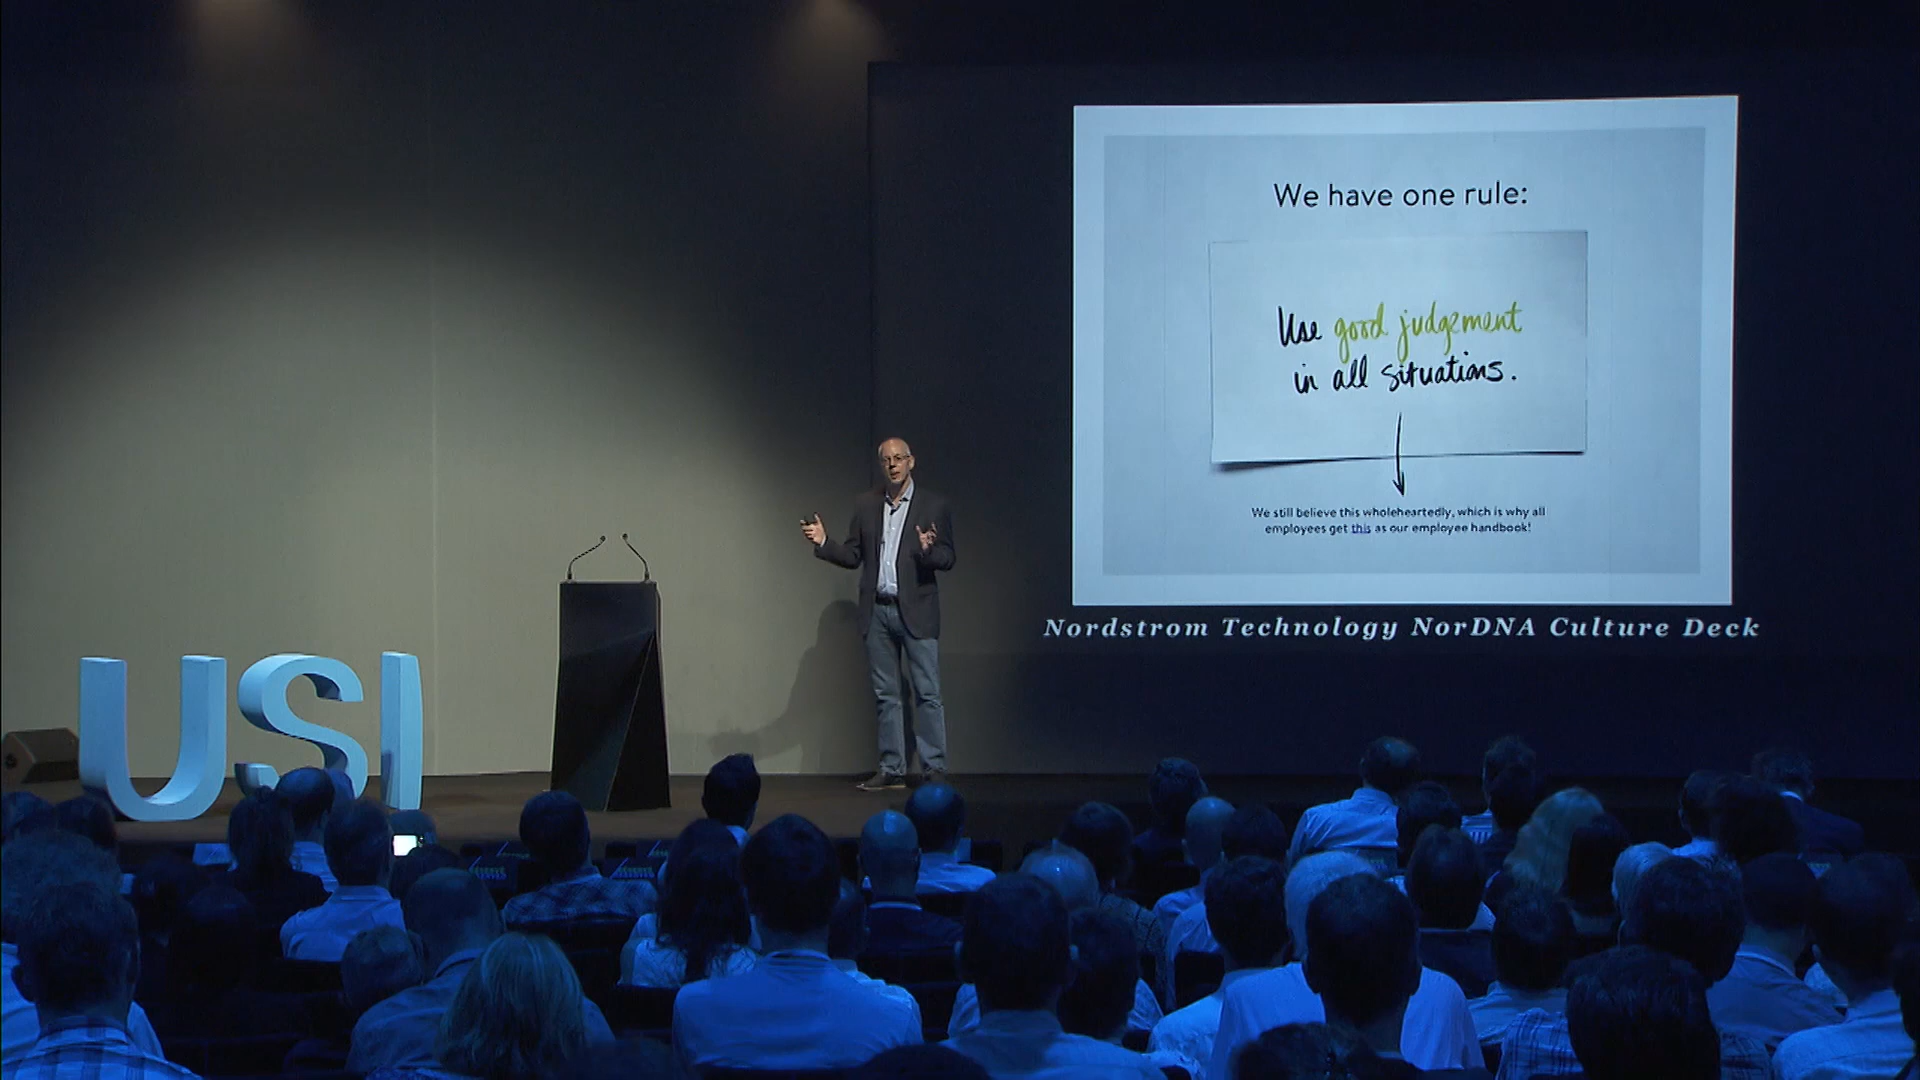 We have one rule:
Use good judgement
in all situations.
We still believe this wholeheartedly, which is why all
employees get this as our employee handbook!
Nordstrom Technology NorDNA Culture Deck
USI